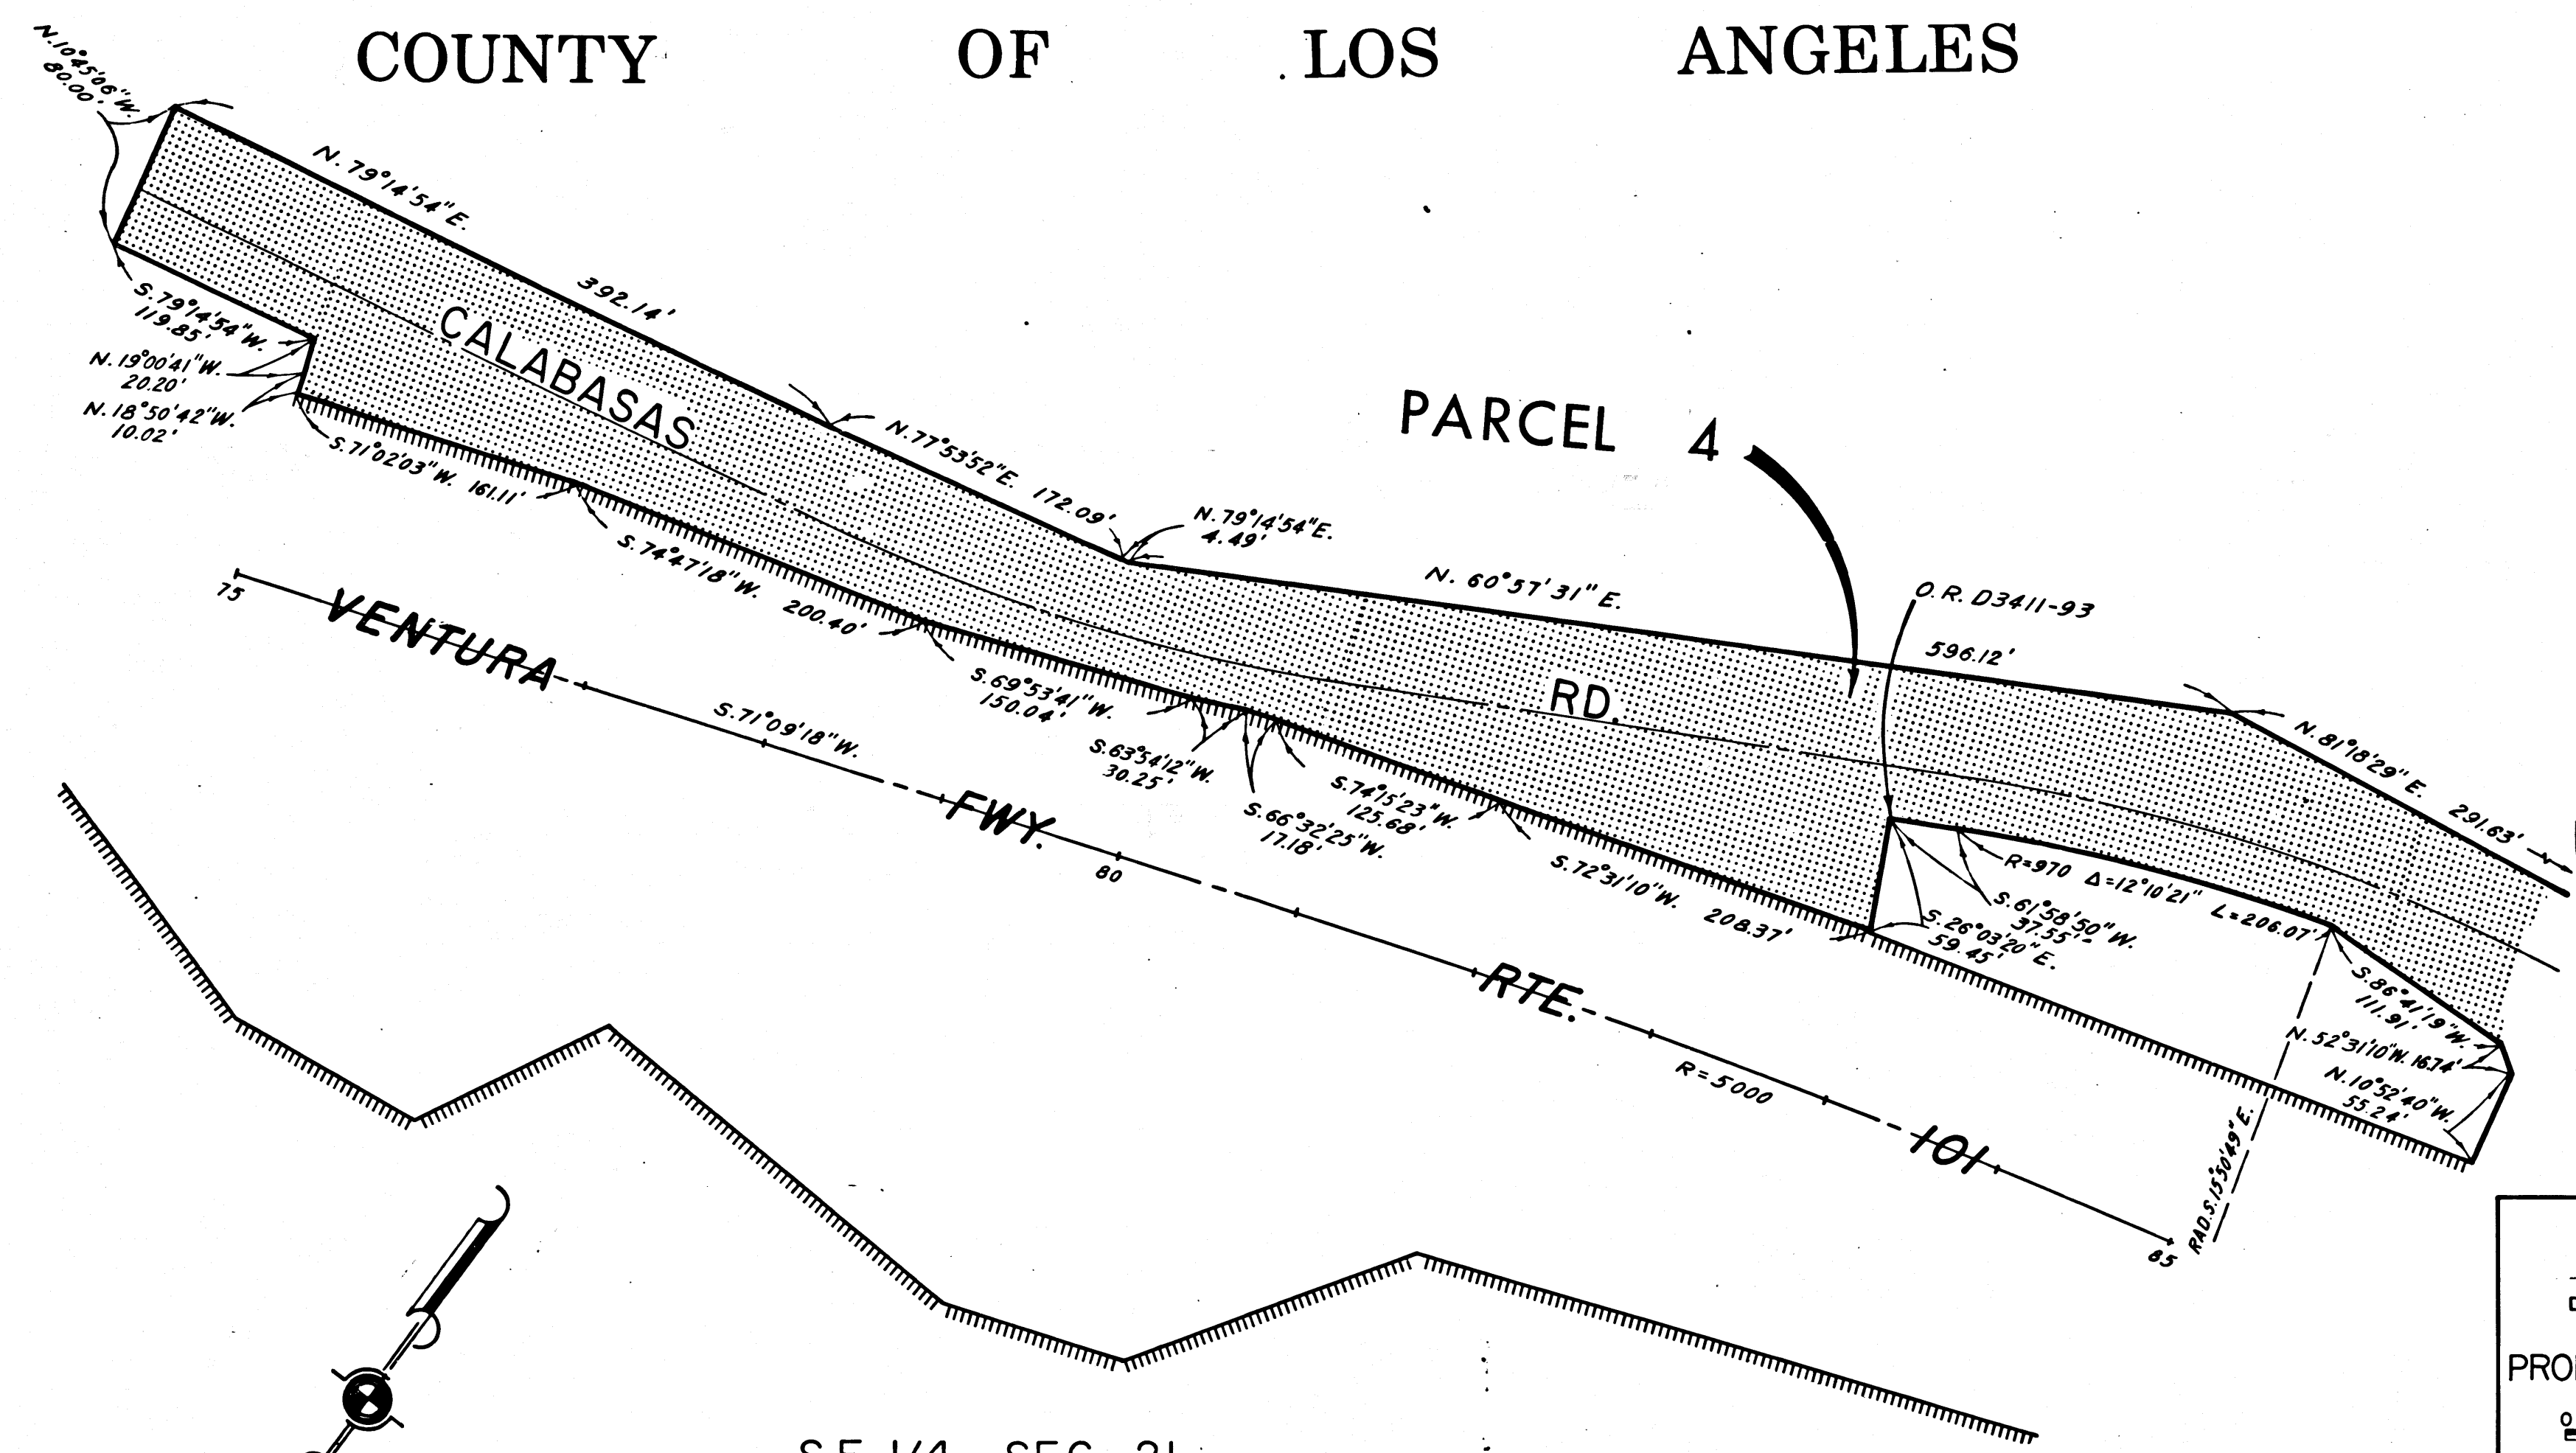 COUNTY OF LOS ANGELES
N.10°45'06"W.
80.00'
N. 79°14'54"E.
392.14'
S.79°14'54"W.
119.85'
N. 19°00'41"W.
20.20'
N. 18°50'42"W.
10.02'
CALABASAS
S.71°02'03"W. 161.11'
N.77°53'52"E. 172.09'
N.79°14'54"E.
4.49'
PARCEL 4
S.74°47'18"W. 200.40'
N. 60°57'31"E.
O.R. D3411-93
596.12'
75
VENTURA
S.71°09'18"W.
S.69°53'41"W.
150.04'
RD.
N.81°18'29"E 291.63'
S.63°54'12"W.
30.25'
S.66°32'25"W.
17.18'
S.74°15'23"W.
125.68'
FWY.
80
S.72°31'10"W. 208.37'
R=970 Δ=12°10'21" L=206.07'
S.61°58'50"W.
37.55'
S.26°03'20"E.
59.45'
S.86°41'19"W.
111.91'
N.52°31'10"W. 16.74'
N.10°52'40"W.
55.24'
RTE.
R=5000
101
85
RAD.S.15°50'49"E.
PRO
S.E. 1/4 SEC. 21